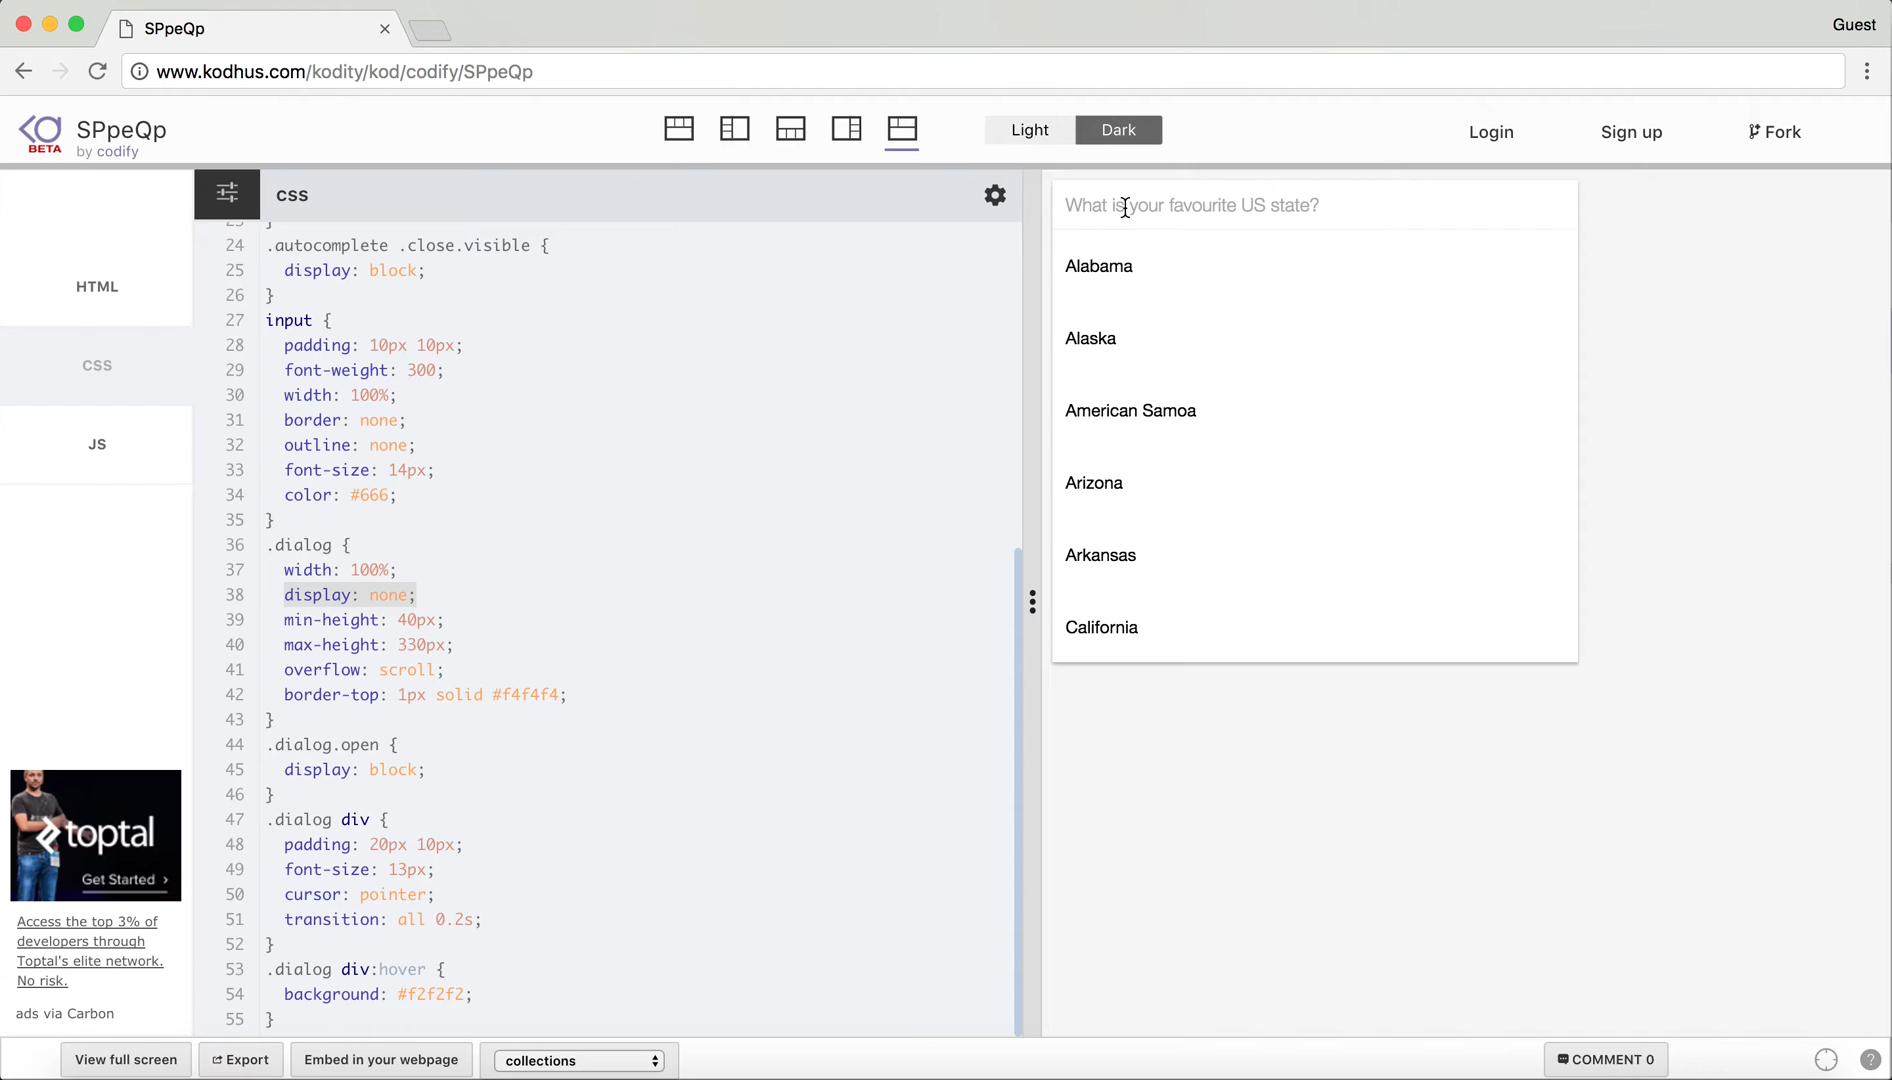 SPpeQp
Guest
www.kodhus.com/kodity/kod/codify/SPpeQp
BETA
SPpeQp
by codify
Light
Dark
Login
Sign up
Fork
HTML
CSS
JS
css
23 }
24 .autocomplete .close.visible {
25 display: block;
26 }
27 input {
28 padding: 10px 10px;
29 font-weight: 300;
30 width: 100%;
31 border: none;
32 outline: none;
33 font-size: 14px;
34 color: #666;
35 }
36 .dialog {
37 width: 100%;
38 display: none;
39 min-height: 40px;
40 max-height: 330px;
41 overflow: scroll;
42 border-top: 1px solid #f4f4f4;
43 }
44 .dialog.open {
45 display: block;
46 }
47 .dialog div {
48 padding: 20px 10px;
49 font-size: 13px;
50 cursor: pointer;
51 transition: all 0.2s;
52 }
53 .dialog div:hover {
54 background: #f2f2f2;
55 }
What is your favourite US state?
Alabama
Alaska
American Samoa
Arizona
Arkansas
California
toptal
Get Started ›
Access the top 3% of
developers through
Toptal's elite network.
No risk.
ads via Carbon
View full screen
Export
Embed in your webpage
collections
COMMENT 0
?